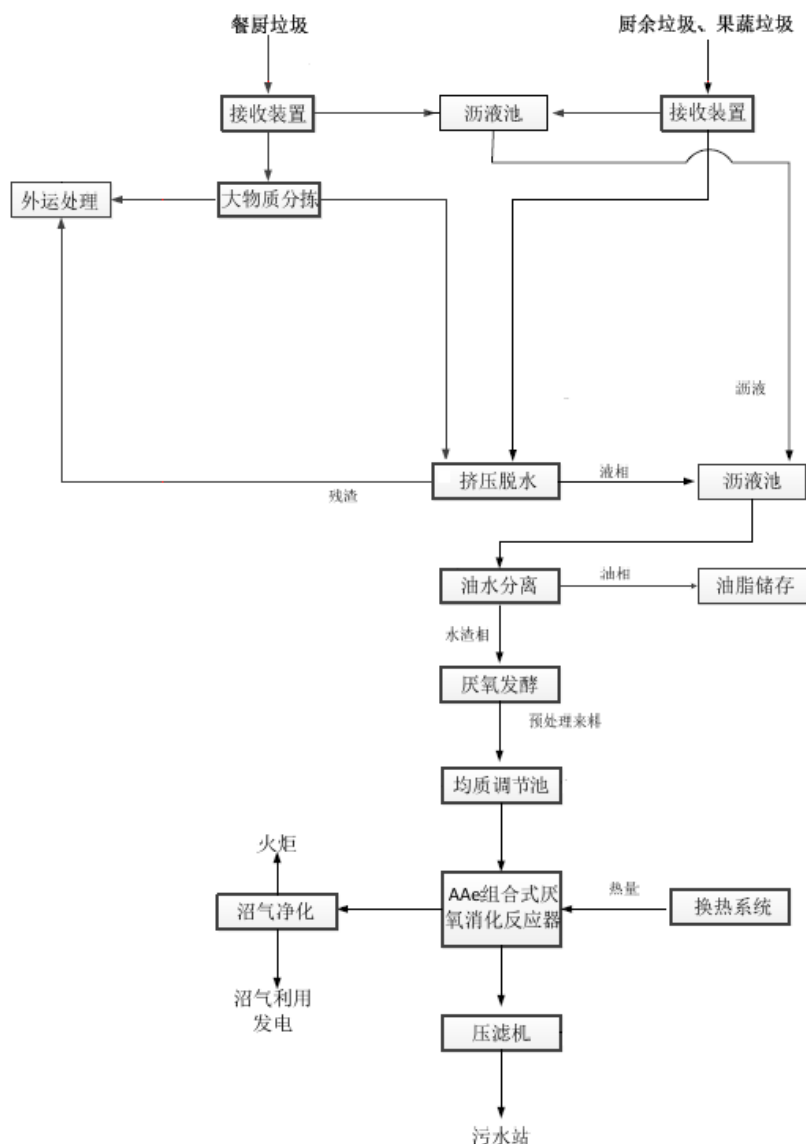 餐厨垃圾
厨余垃圾、果蔬垃圾
接收装置
沥液池
接收装置
外运处理
大物质分拣
沥液
残渣
挤压脱水
液相
沥液池
油水分离
油相
油脂储存
水渣相
厌氧发酵
预处理来料
均质调节池
火炬
沼气净化
AAe组合式厌
氧消化反应器
热量
换热系统
沼气利用
发电
压滤机
污水站